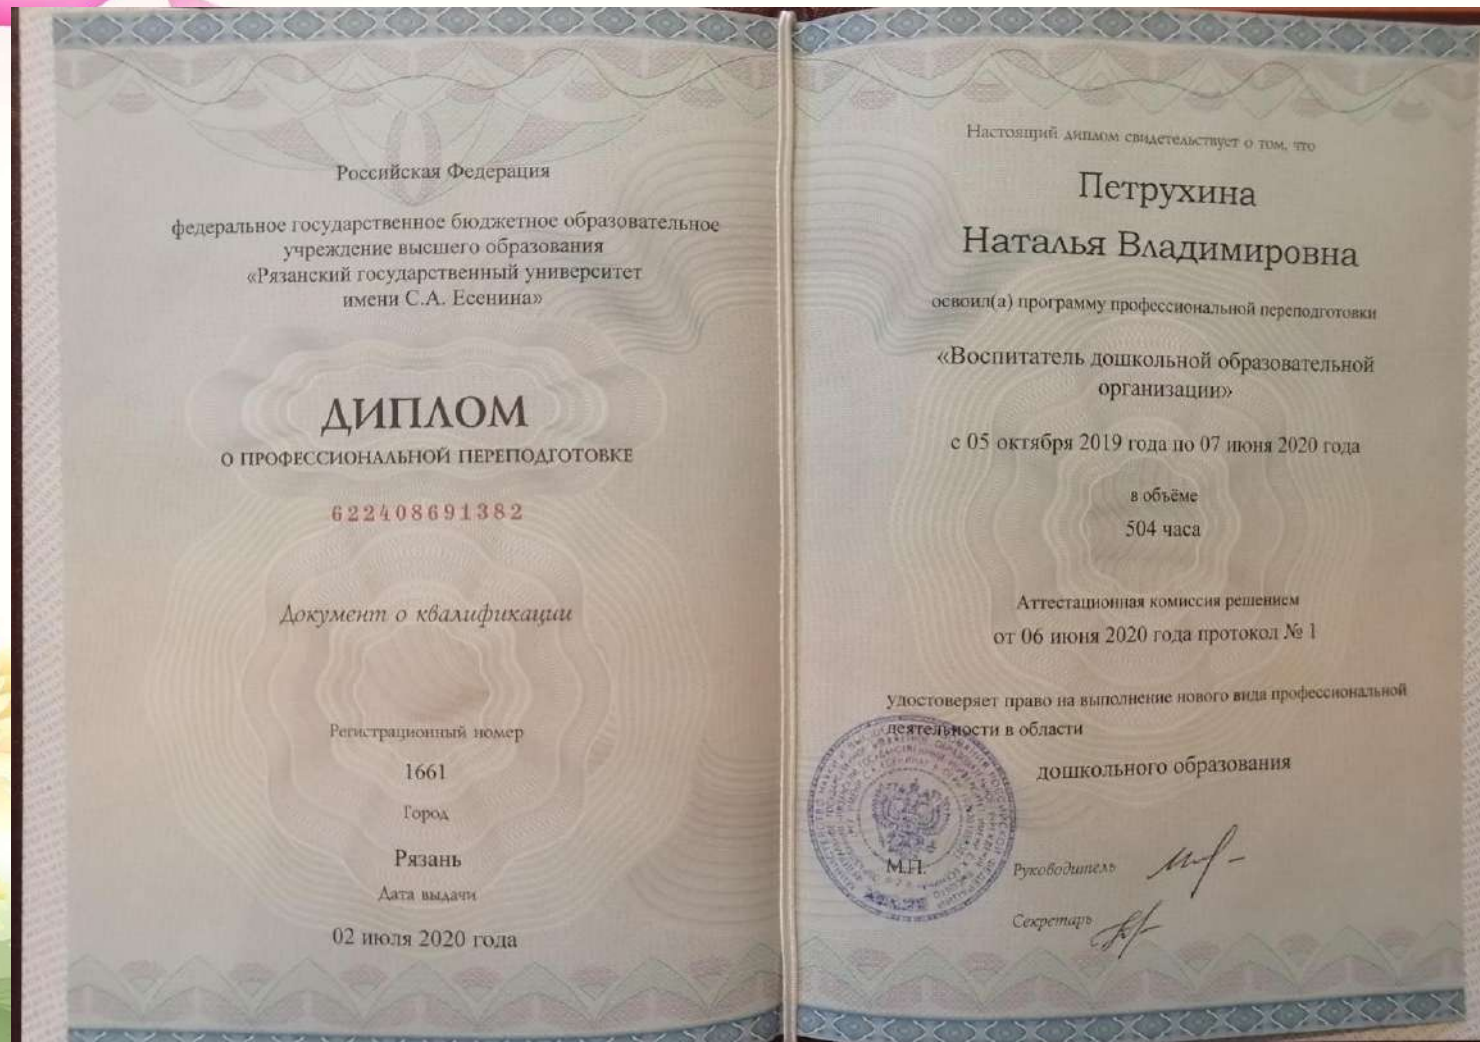 Российская Федерация
федеральное государственное бюджетное образовательное
учреждение высшего образования
«Рязанский государственный университет
имени С.А. Есенина»
ДИПЛОМ
О ПРОФЕССИОНАЛЬНОЙ ПЕРЕПОДГОТОВКЕ
622408691382
Документ о квалификации
Регистрационный номер
1661
Город
Рязань
Дата выдачи
02 июля 2020 года
Настоящий диплом свидетельствует о том, что
Петрухина
Наталья Владимировна
освоил(а) программу профессиональной переподготовки
«Воспитатель дошкольной образовательной
организации»
с 05 октября 2019 года по 07 июня 2020 года
в объёме
504 часа
Аттестационная комиссия решением
от 06 июня 2020 года протокол № 1
удостоверяет право на выполнение нового вида профессиональной
деятельности в области
дошкольного образования
М.П.
Руководитель
Секретарь